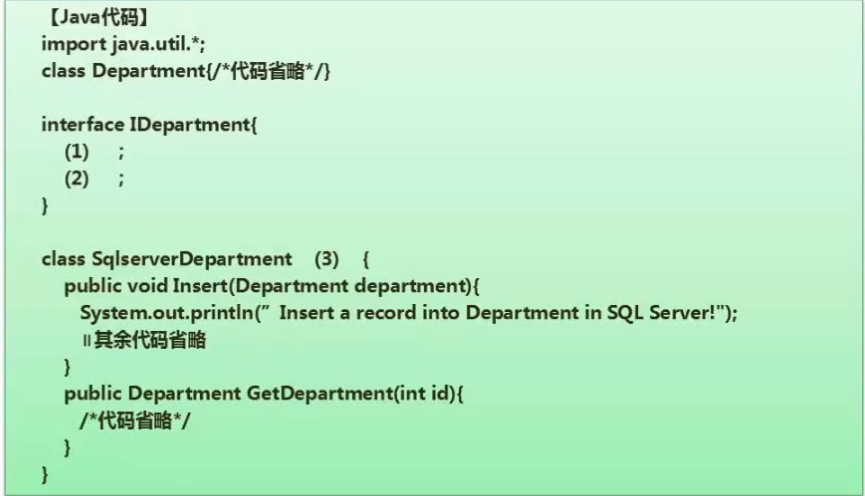 【Java代码】
import java.util.*;
class Department{/*代码省略*/}
interface IDepartment{
(1) ;
(2) ;
}
class SqlserverDepartment (3) {
public void Insert(Department department){
System.out.println(” Insert a record into Department in SQL Server!");
॥其余代码省略
}
public Department GetDepartment(int id){
/*代码省略*/
}
}